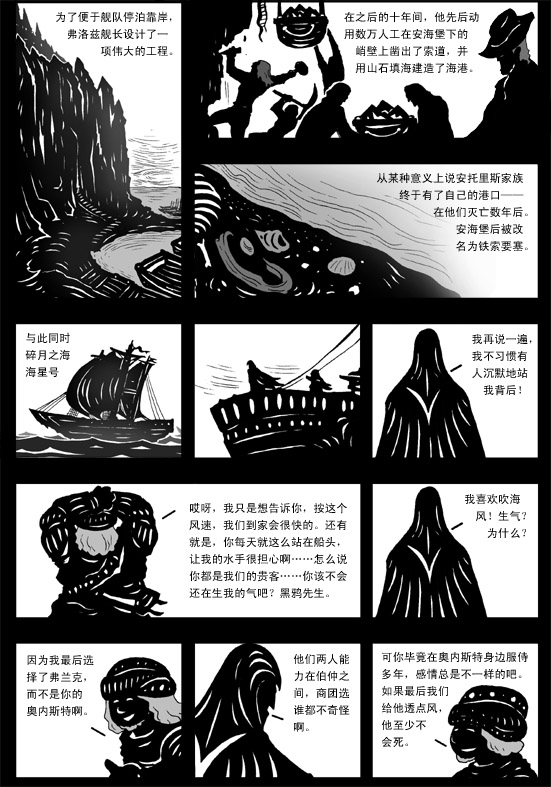 为了便于舰队停泊靠岸，
弗洛兹舰长设计了一
项伟大的工程。
在之后的十年间，他先后动
用数万人工在安海堡下的
峭壁上凿出了索道，并
用山石填海建造了海港。
从某种意义上说安托里斯家族
终于有了自己的港口——
在他们灭亡数年后。
安海堡后被改
名为铁索要塞。
与此同时
碎月之海
海星号
我再说一遍，
我不习惯有
人沉默地站
我背后！
哎呀，我只是想告诉你，按这个
风速，我们到家会很快的。还有
就是，你每天就这么站在船头，
让我的水手很担心啊……怎么说
你都是我们的贵客……你该不会
还在生我的气吧？黑鸦先生。
我喜欢吹海
风！生气？
为什么？
因为我最后选
择了弗兰克，
而不是你的
奥内斯特啊。
他们两人能
力在伯仲之
间，商团选
谁都不奇怪
啊。
可你毕竟在奥内斯特身边服侍
多年，感情总是不一样的吧。
如果最后我们
给他透点风，
他至少不
会死。